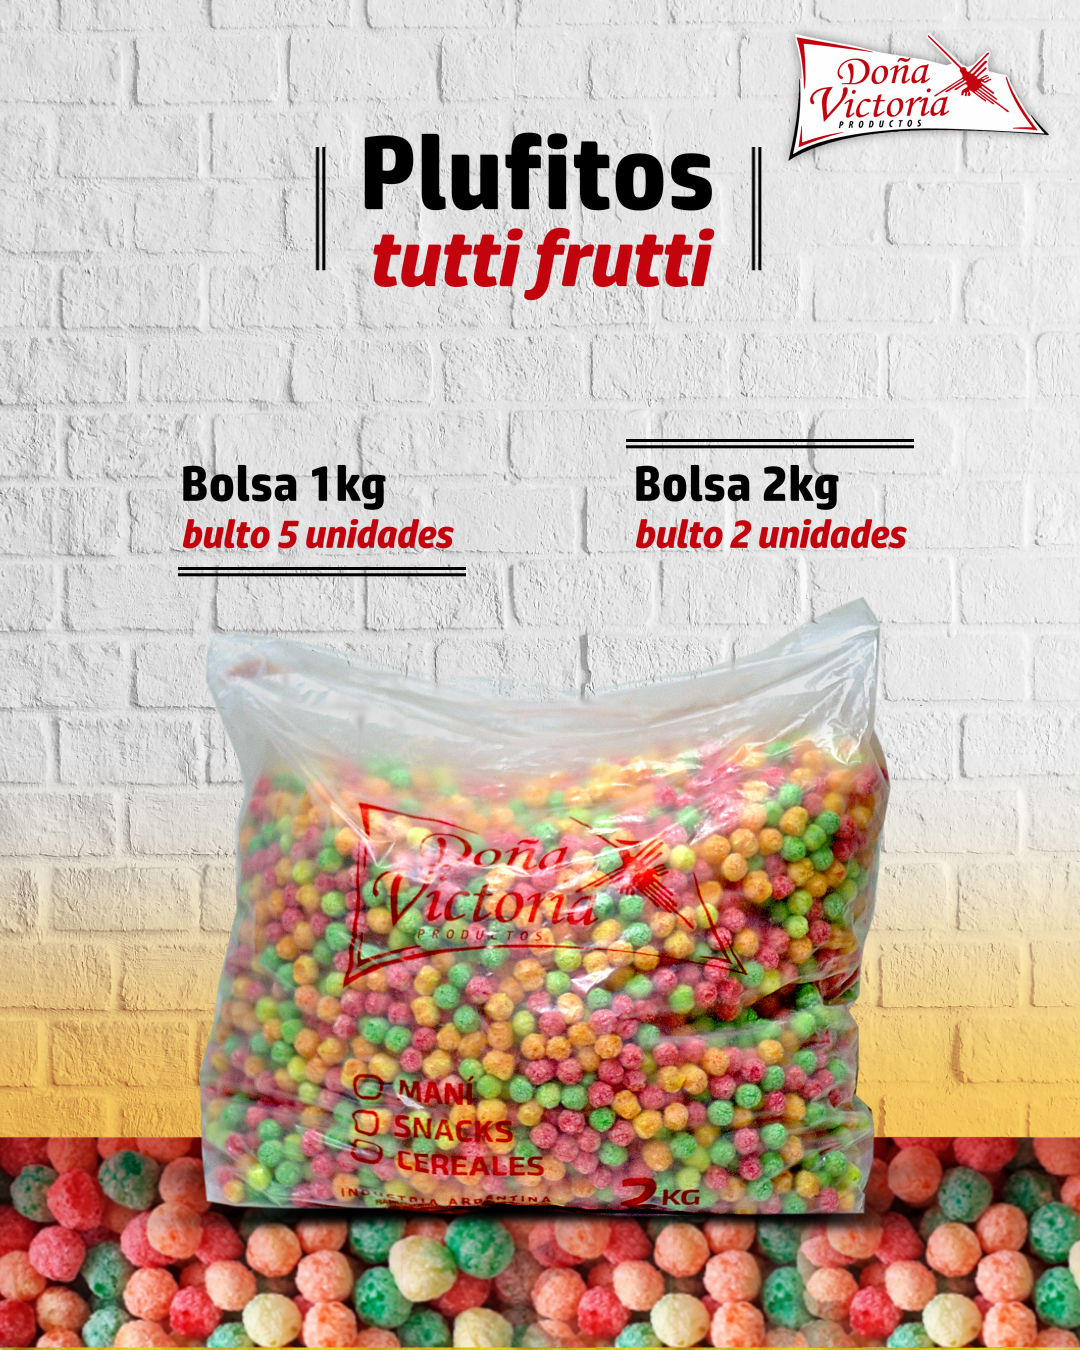 Doña
Victoria
PRODUCTOS
Plufitos
tutti frutti
Bolsa 1kg
bulto 5 unidades
Bolsa 2kg
bulto 2 unidades
Doña
Victoria
PRODUCTOS
MANÍ
SNACKS
CEREALES
INDUSTRIA ARGENTINA
2KG